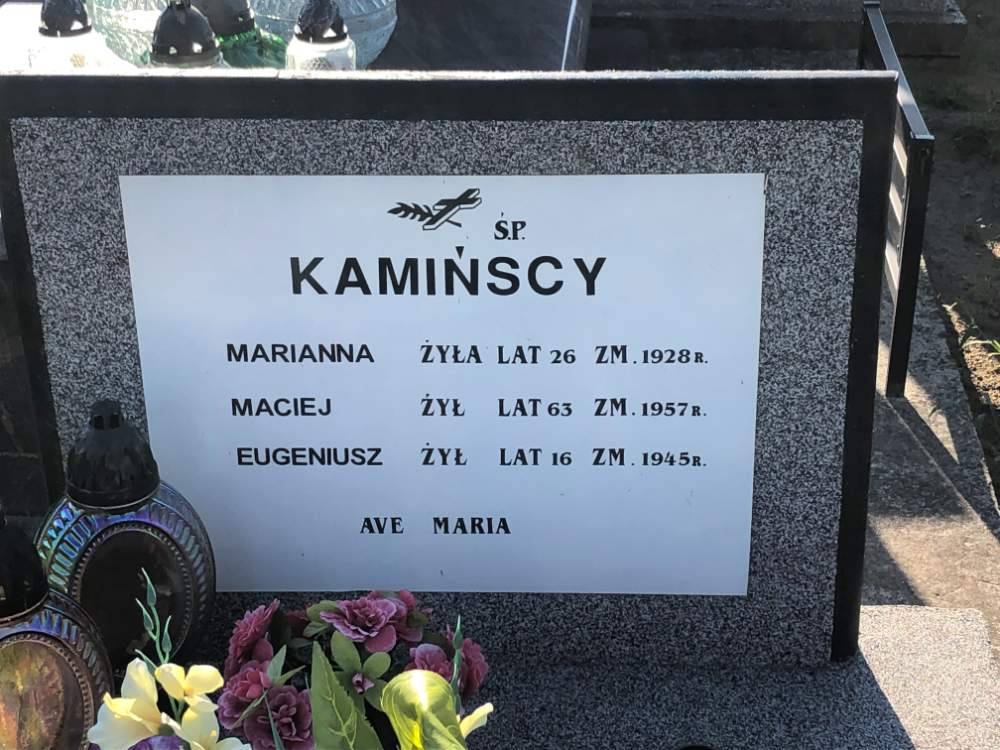 Ś.P.
KAMIŃSCY
MARIANNA ŻYŁA LAT 26 ZM. 1928 R.
MACIEJ ŻYŁ LAT 63 ZM. 1957 R.
EUGENIUSZ ŻYŁ LAT 16 ZM. 1945 R.
AVE MARIA